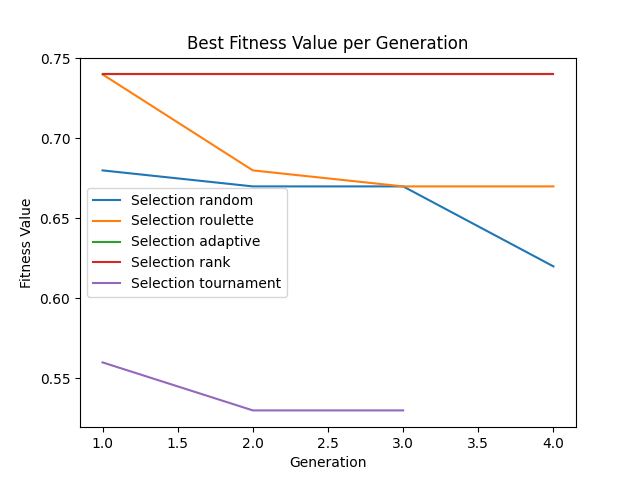 Best Fitness Value per Generation
0.75
0.70
0.65
0.60
0.55
Fitness Value
Selection random
Selection roulette
Selection adaptive
Selection rank
Selection tournament
1.0 1.5 2.0 2.5 3.0 3.5 4.0
Generation